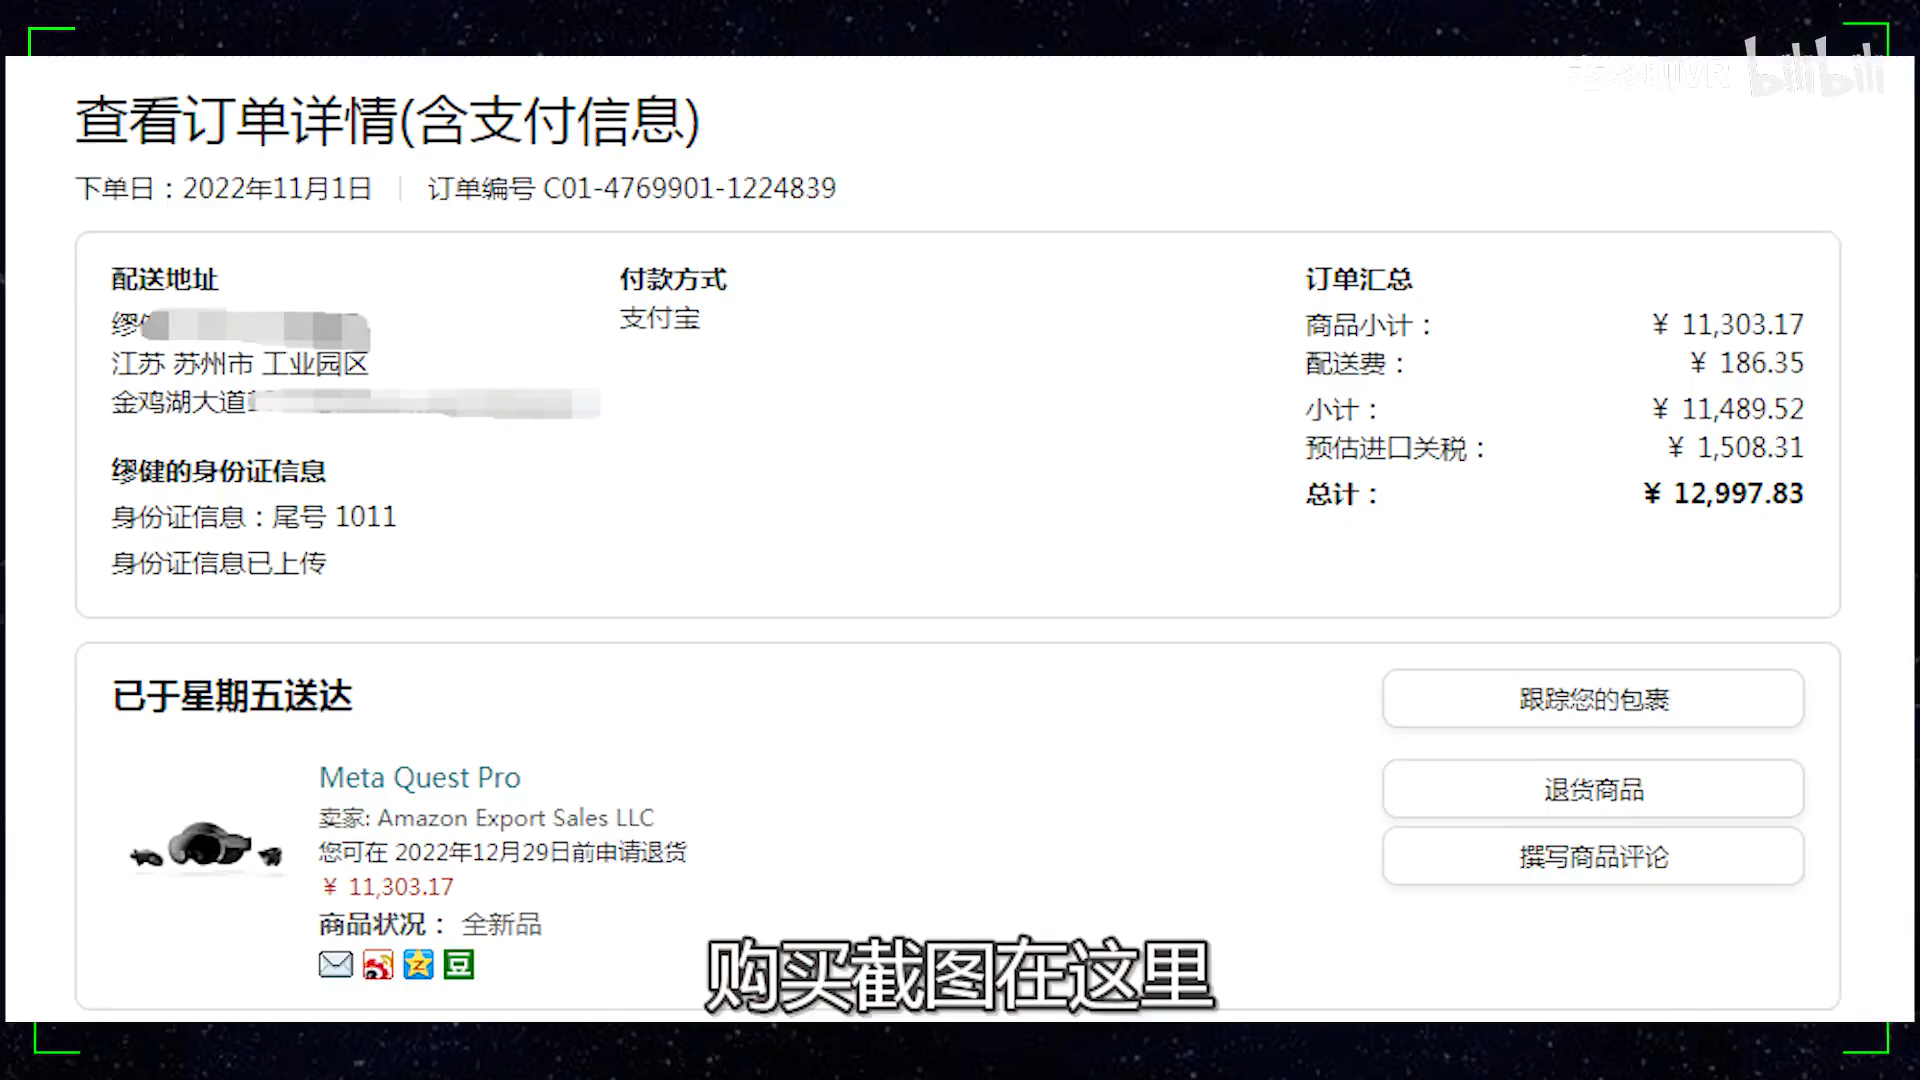 bilibili
查看订单详情(含支付信息)
下单日：2022年11月1日 | 订单编号 C01-4769901-1224839
配送地址
缪
江苏 苏州市 工业园区
金鸡湖大道
缪健的身份证信息
身份证信息：尾号 1011
身份证信息已上传
付款方式
支付宝
订单汇总
商品小计： ¥ 11,303.17
配送费： ¥ 186.35
小计： ¥ 11,489.52
预估进口关税： ¥ 1,508.31
总计： ¥ 12,997.83
已于星期五送达
Meta Quest Pro
卖家: Amazon Export Sales LLC
您可在 2022年12月29日前申请退货
¥ 11,303.17
商品状况： 全新品
豆
跟踪您的包裹
退货商品
撰写商品评论
购买截图在这里